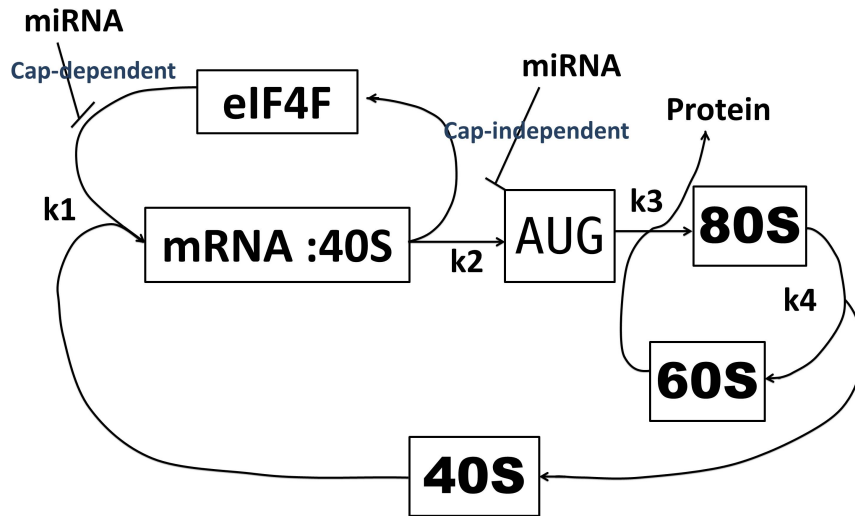 miRNA
Cap-dependent
eIF4F
miRNA
Cap-independent
Protein
k1
mRNA :40S
k2
AUG
k3
80S
k4
60S
40S